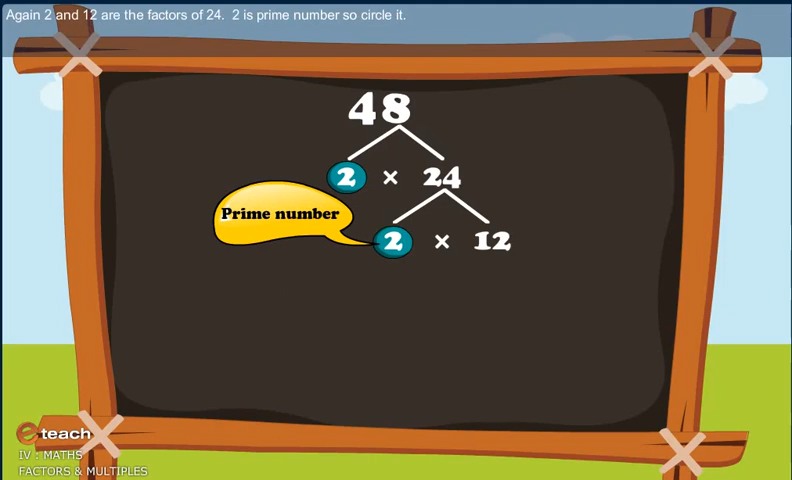 Again 2 and 12 are the factors of 24.  2 is prime number so circle it.
48
2 × 24
Prime number
2 × 12
e teach
IV : MATHS
FACTORS & MULTIPLES